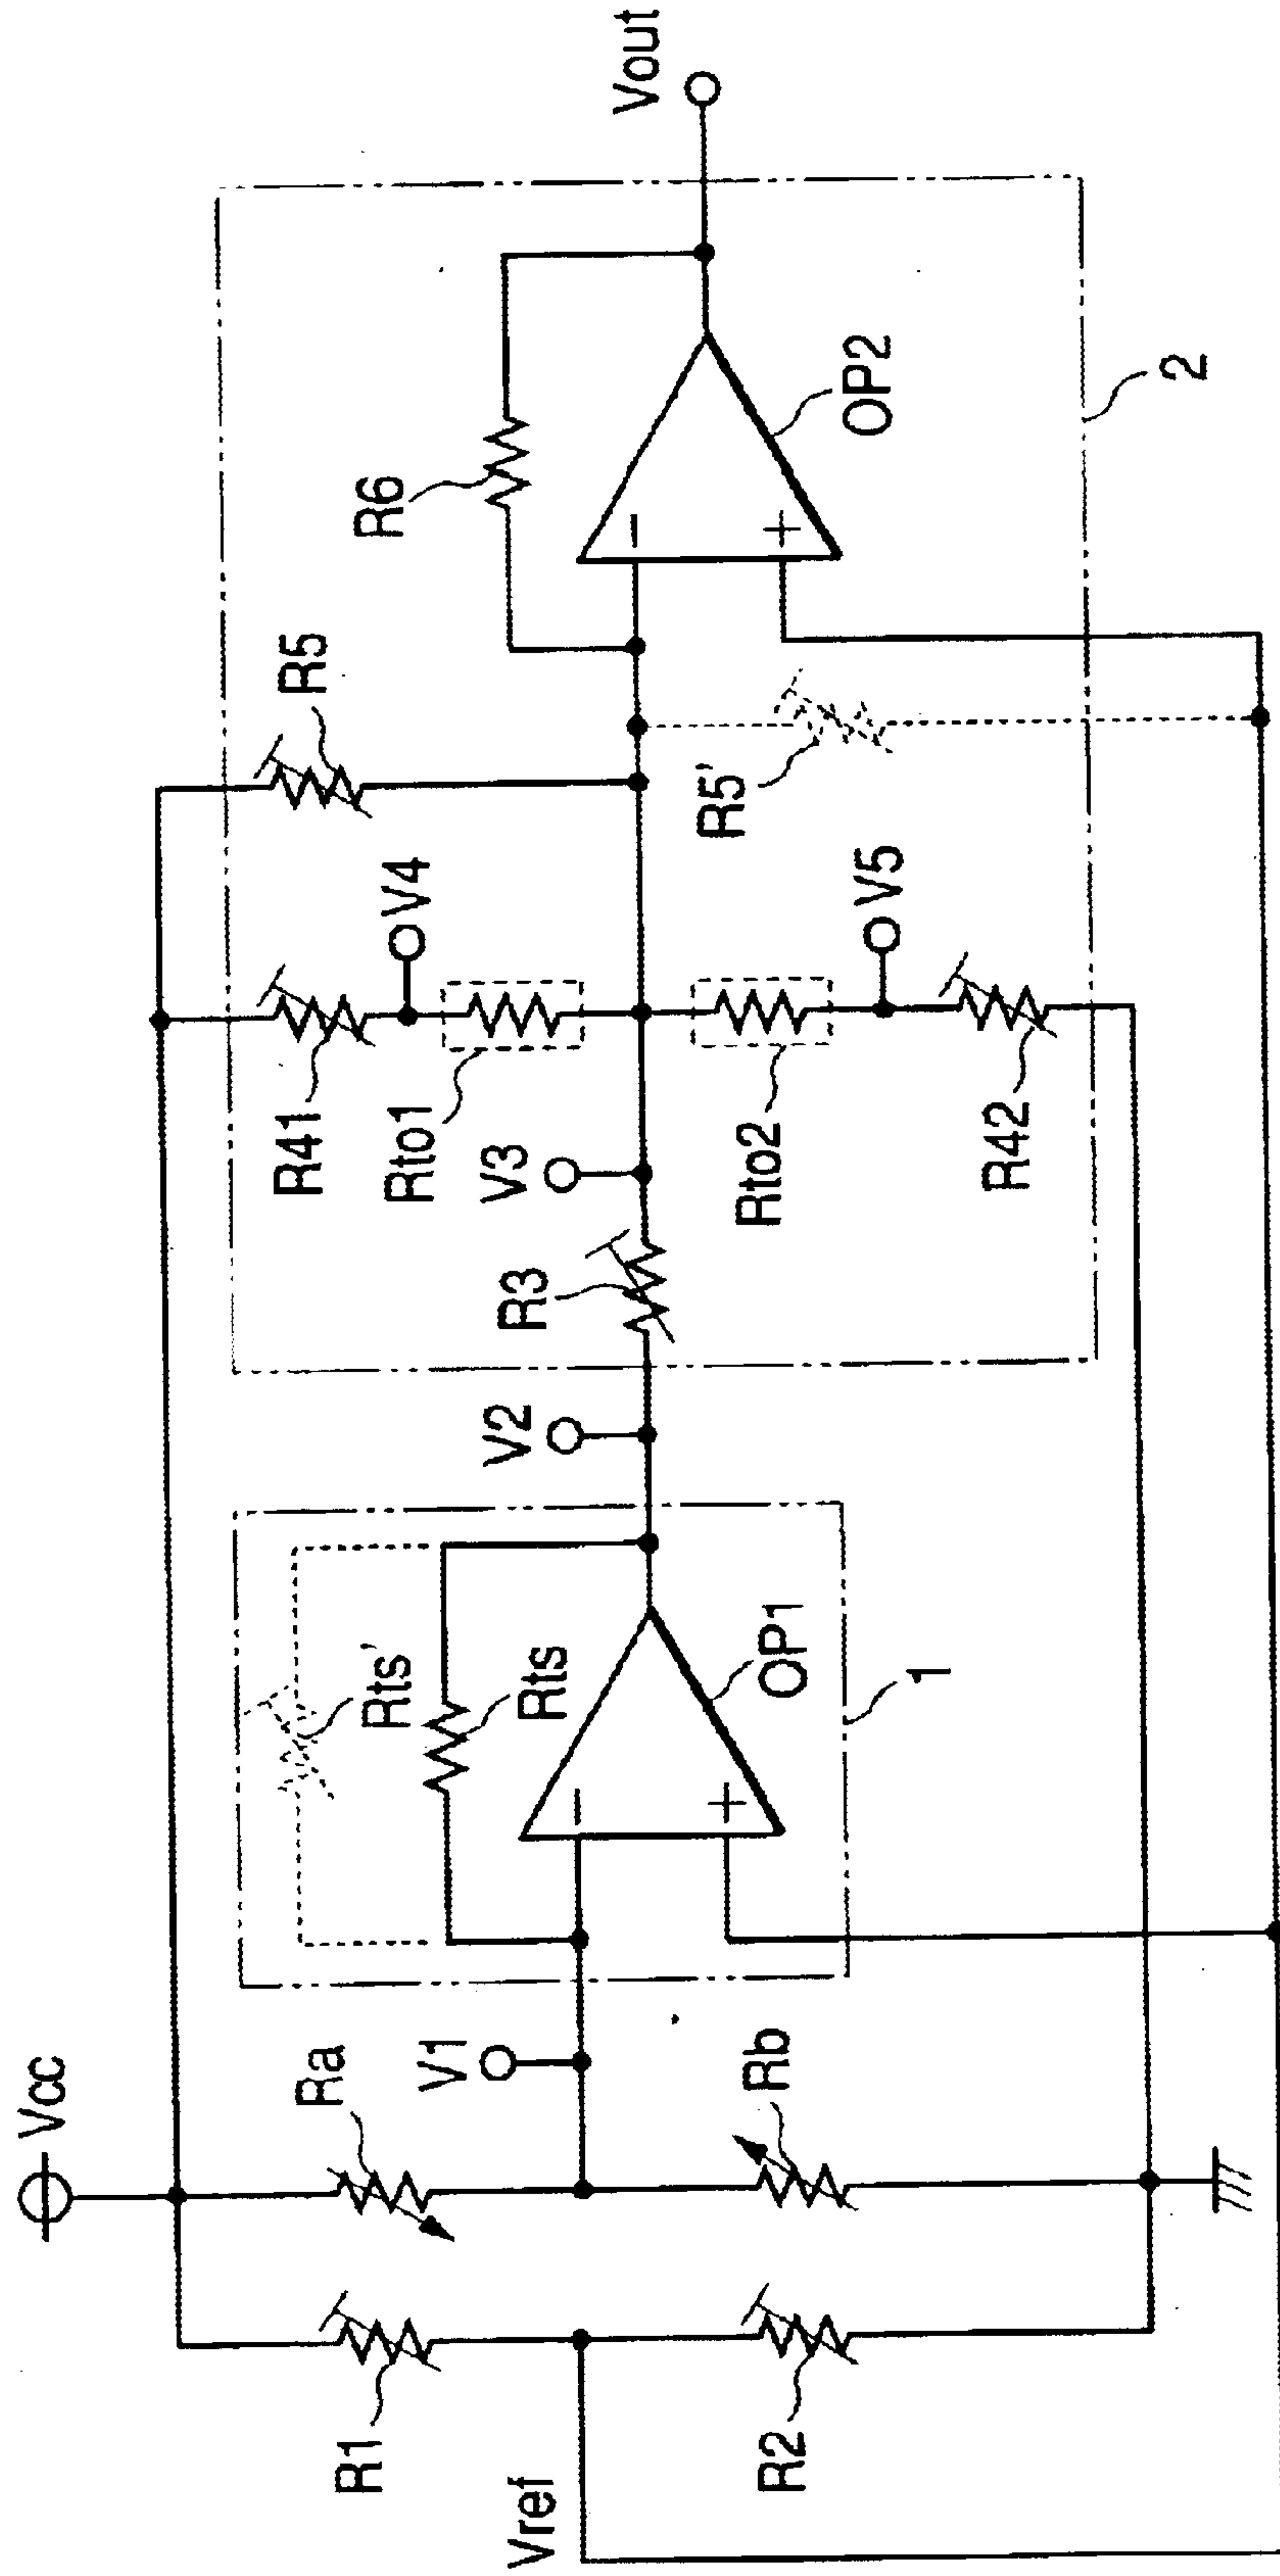 Vcc
R1
Vref
R2
Ra
V1
Rb
Rts'
Rts
−
+
OP1
1
V2
R3
V3
R41
Rto1
V4
Rto2
R42
V5
R5
R5'
R6
−
+
OP2
2
Vout